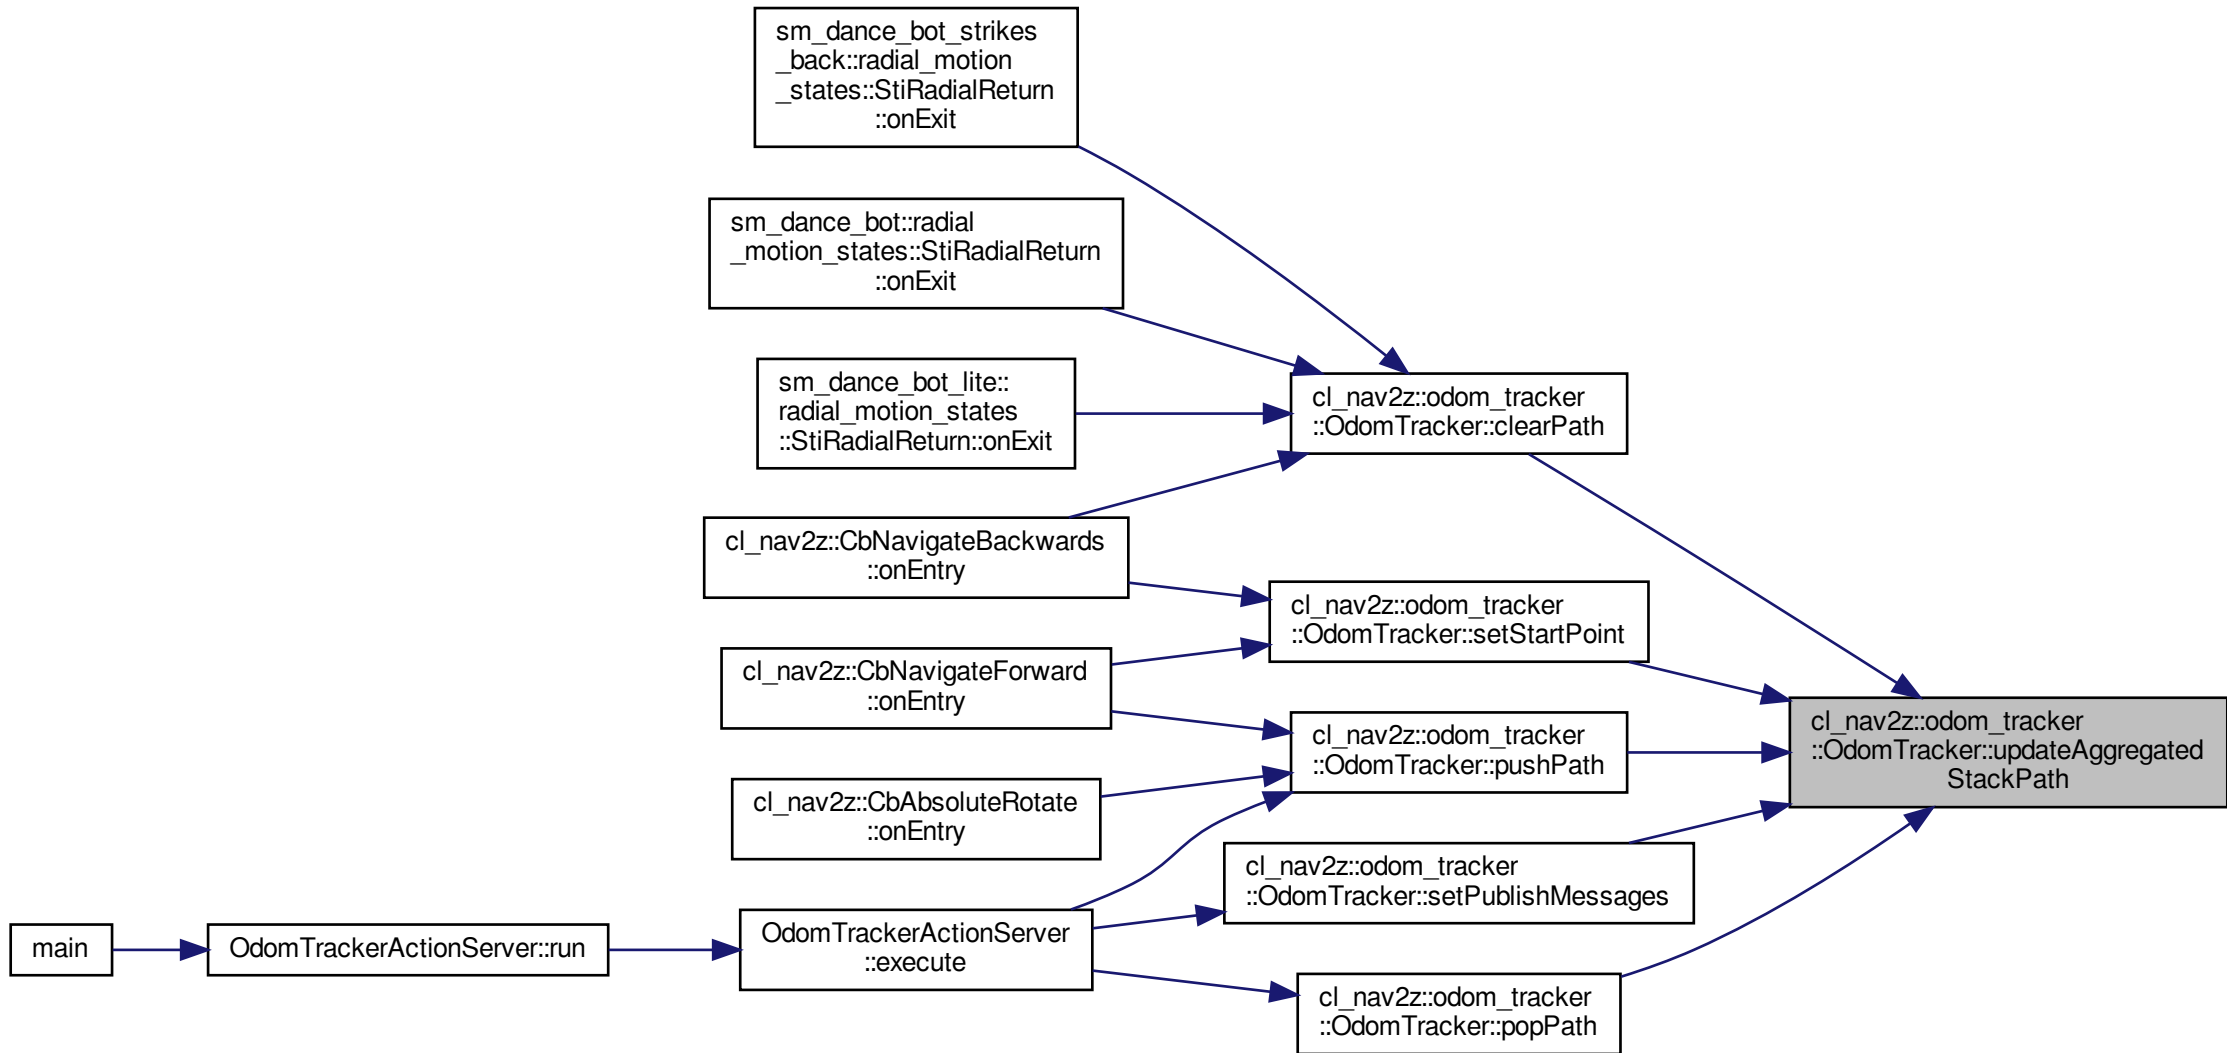 sm_dance_bot_strikes
_back::radial_motion
_states::StiRadialReturn
::onExit
sm_dance_bot::radial
_motion_states::StiRadialReturn
::onExit
sm_dance_bot_lite::
radial_motion_states
::StiRadialReturn::onExit
cl_nav2z::odom_tracker
::OdomTracker::clearPath
cl_nav2z::CbNavigateBackwards
::onEntry
cl_nav2z::odom_tracker
::OdomTracker::setStartPoint
cl_nav2z::CbNavigateForward
::onEntry
cl_nav2z::odom_tracker
::OdomTracker::pushPath
cl_nav2z::odom_tracker
::OdomTracker::updateAggregated
StackPath
cl_nav2z::CbAbsoluteRotate
::onEntry
cl_nav2z::odom_tracker
::OdomTracker::setPublishMessages
main
OdomTrackerActionServer::run
OdomTrackerActionServer
::execute
cl_nav2z::odom_tracker
::OdomTracker::popPath